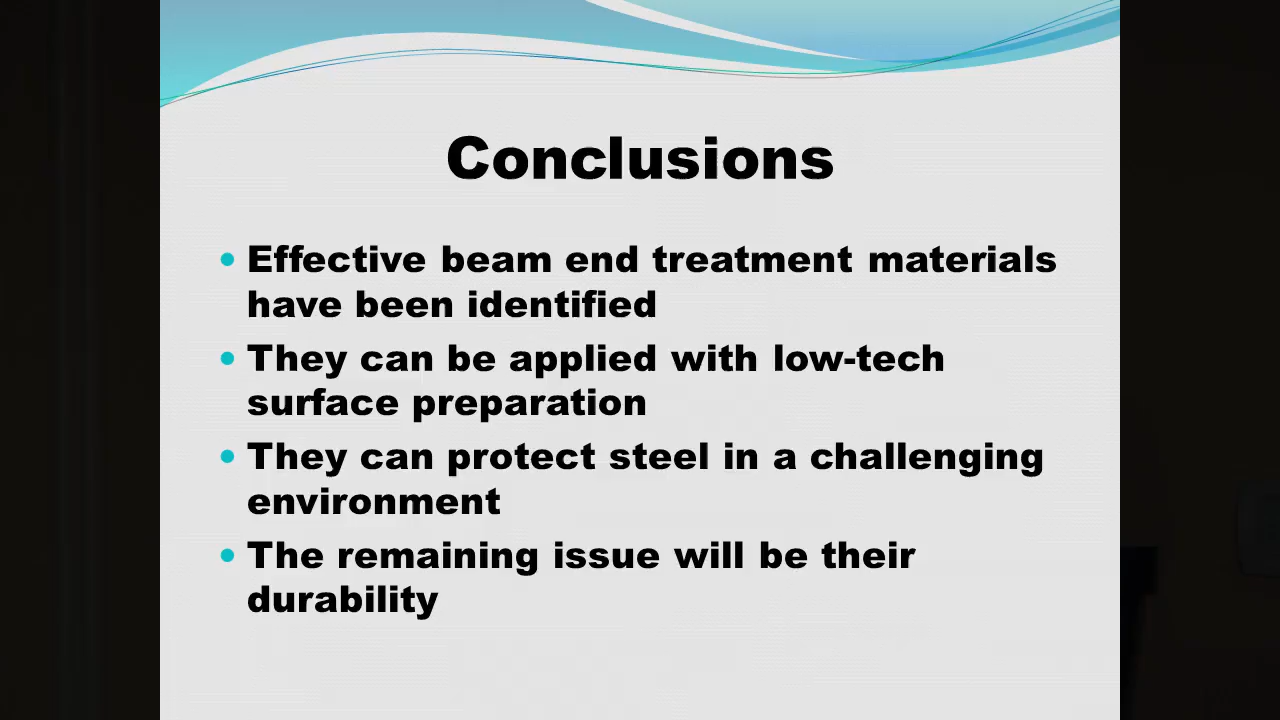 Conclusions
Effective beam end treatment materials
have been identified
They can be applied with low-tech
surface preparation
They can protect steel in a challenging
environment
The remaining issue will be their
durability